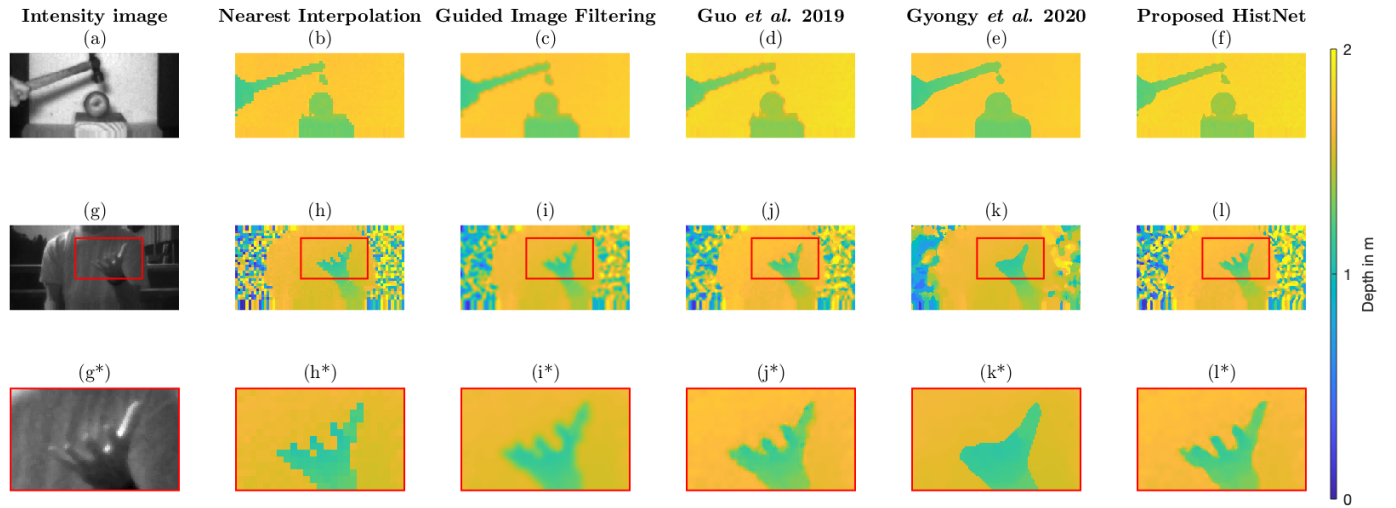 Intensity image Nearest Interpolation Guided Image Filtering Guo et al. 2019 Gyongy et al. 2020 Proposed HistNet
(a) (b) (c) (d) (e) (f)
2
(g) (h) (i) (j) (k) (l)
1
Depth in m
(g*) (h*) (i*) (j*) (k*) (l*)
0